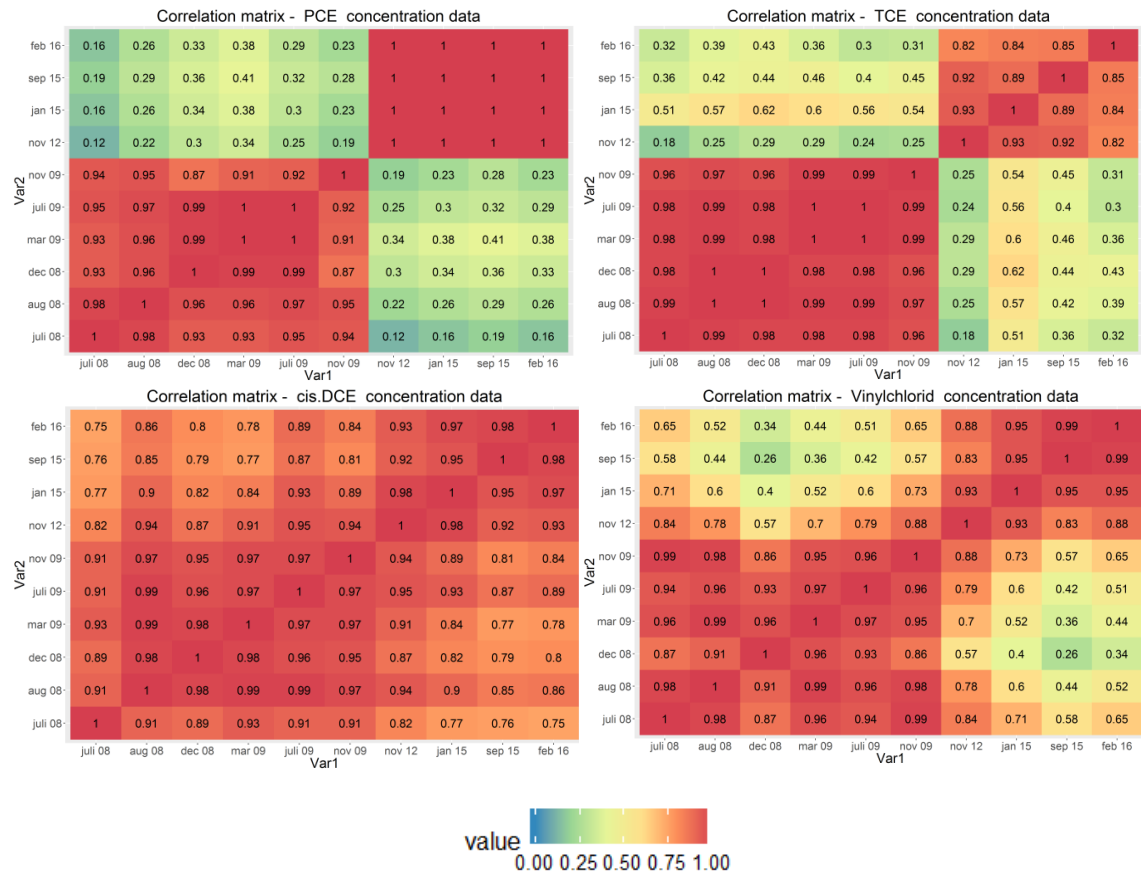 Correlation matrix - PCE concentration data
feb 16 0.16 0.26 0.33 0.38 0.29 0.23 1 1 1 1
sep 15 0.19 0.29 0.36 0.41 0.32 0.28 1 1 1 1
jan 15 0.16 0.26 0.34 0.38 0.3 0.23 1 1 1 1
nov 12 0.12 0.22 0.3 0.34 0.25 0.19 1 1 1 1
nov 09 0.94 0.95 0.87 0.91 0.92 1 0.19 0.23 0.28 0.23
Var2
juli 09 0.95 0.97 0.99 1 1 0.92 0.25 0.3 0.32 0.29
mar 09 0.93 0.96 0.99 1 1 0.91 0.34 0.38 0.41 0.38
dec 08 0.93 0.96 1 0.99 0.99 0.87 0.3 0.34 0.36 0.33
aug 08 0.98 1 0.96 0.96 0.97 0.95 0.22 0.26 0.29 0.26
juli 08 1 0.98 0.93 0.93 0.95 0.94 0.12 0.16 0.19 0.16
juli 08 aug 08 dec 08 mar 09 juli 09 nov 09 nov 12 jan 15 sep 15 feb 16
Var1
Correlation matrix - TCE concentration data
feb 16 0.32 0.39 0.43 0.36 0.3 0.31 0.82 0.84 0.85 1
sep 15 0.36 0.42 0.44 0.46 0.4 0.45 0.92 0.89 1 0.85
jan 15 0.51 0.57 0.62 0.6 0.56 0.54 0.93 1 0.89 0.84
nov 12 0.18 0.25 0.29 0.29 0.24 0.25 1 0.93 0.92 0.82
nov 09 0.96 0.97 0.96 0.99 0.99 1 0.25 0.54 0.45 0.31
Var2
juli 09 0.98 0.99 0.98 1 1 0.99 0.24 0.56 0.4 0.3
mar 09 0.98 0.99 0.98 1 1 0.99 0.29 0.6 0.46 0.36
dec 08 0.98 1 1 0.98 0.98 0.96 0.29 0.62 0.44 0.43
aug 08 0.99 1 1 0.99 0.99 0.97 0.25 0.57 0.42 0.39
juli 08 1 0.99 0.98 0.98 0.98 0.96 0.18 0.51 0.36 0.32
juli 08 aug 08 dec 08 mar 09 juli 09 nov 09 nov 12 jan 15 sep 15 feb 16
Var1
Correlation matrix - cis.DCE concentration data
feb 16 0.75 0.86 0.8 0.78 0.89 0.84 0.93 0.97 0.98 1
sep 15 0.76 0.85 0.79 0.77 0.87 0.81 0.92 0.95 1 0.98
jan 15 0.77 0.9 0.82 0.84 0.93 0.89 0.98 1 0.95 0.97
nov 12 0.82 0.94 0.87 0.91 0.95 0.94 1 0.98 0.92 0.93
nov 09 0.91 0.97 0.95 0.97 0.97 1 0.94 0.89 0.81 0.84
Var2
juli 09 0.91 0.99 0.96 0.97 1 0.97 0.95 0.93 0.87 0.89
mar 09 0.93 0.99 0.98 1 0.97 0.97 0.91 0.84 0.77 0.78
dec 08 0.89 0.98 1 0.98 0.96 0.95 0.87 0.82 0.79 0.8
aug 08 0.91 1 0.98 0.99 0.99 0.97 0.94 0.9 0.85 0.86
juli 08 1 0.91 0.89 0.93 0.91 0.91 0.82 0.77 0.76 0.75
juli 08 aug 08 dec 08 mar 09 juli 09 nov 09 nov 12 jan 15 sep 15 feb 16
Var1
Correlation matrix - Vinylchlorid concentration data
feb 16 0.65 0.52 0.34 0.44 0.51 0.65 0.88 0.95 0.99 1
sep 15 0.58 0.44 0.26 0.36 0.42 0.57 0.83 0.95 1 0.99
jan 15 0.71 0.6 0.4 0.52 0.6 0.73 0.93 1 0.95 0.95
nov 12 0.84 0.78 0.57 0.7 0.79 0.88 1 0.93 0.83 0.88
nov 09 0.99 0.98 0.86 0.95 0.96 1 0.88 0.73 0.57 0.65
Var2
juli 09 0.94 0.96 0.93 0.97 1 0.96 0.79 0.6 0.42 0.51
mar 09 0.96 0.99 0.96 1 0.97 0.95 0.7 0.52 0.36 0.44
dec 08 0.87 0.91 1 0.96 0.93 0.86 0.57 0.4 0.26 0.34
aug 08 0.98 1 0.91 0.99 0.96 0.98 0.78 0.6 0.44 0.52
juli 08 1 0.98 0.87 0.96 0.94 0.99 0.84 0.71 0.58 0.65
juli 08 aug 08 dec 08 mar 09 juli 09 nov 09 nov 12 jan 15 sep 15 feb 16
Var1
value
0.00 0.25 0.50 0.75 1.00